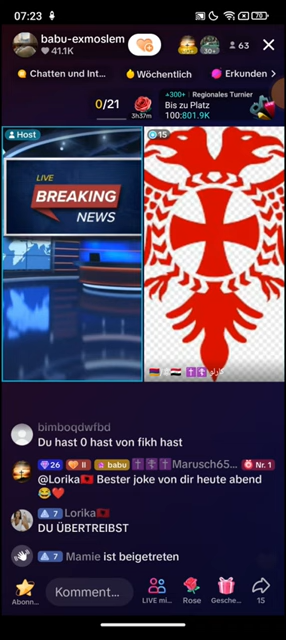 07:23
70
babu-exmoslem
41.1K
30+
63
Chatten und Int...
Wöchentlich
Erkunden >
0/21
3h37m
+300+ | Regionales Turnier
Bis zu Platz
100:801.9K
Host
15
LIVE
BREAKING
NEWS
bimboqdwfbd
Du hast 0 hast von fikh hast
26 II babu Marusch65... Nr. 1
@Lorika Bester joke von dir heute abend
7 Lorika
DU ÜBERTREIBST
7 Mamie ist beigetreten
Abonn...
Komment...
LIVE mi...
Rose
Gesche...
15